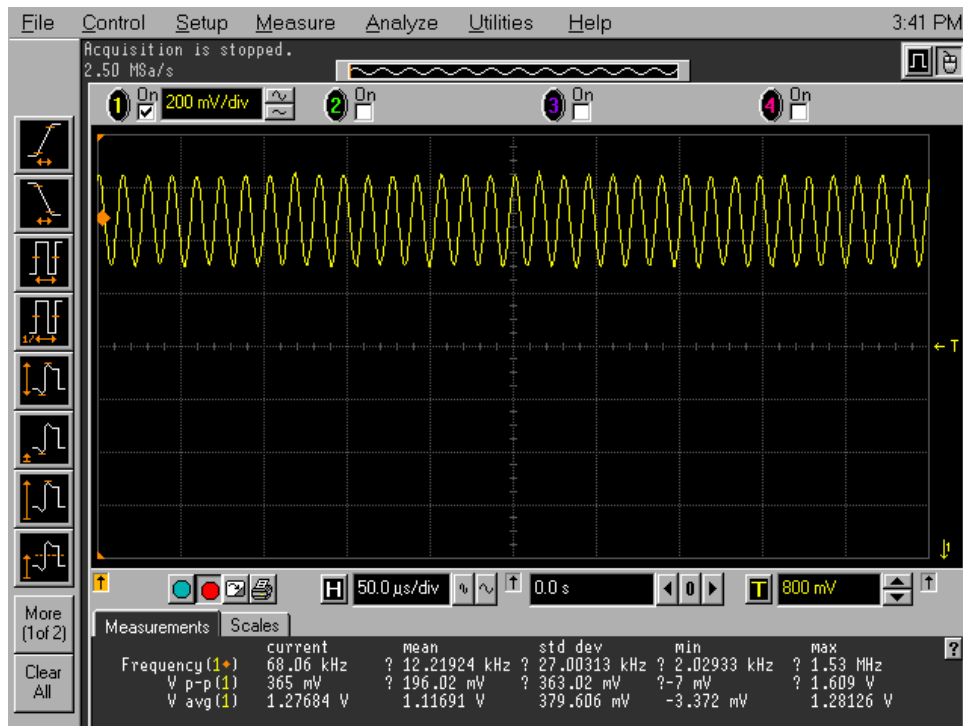 File Control Setup Measure Analyze Utilities Help 3:41 PM
Acquisition is stopped.
2.50 MSa/s
1 On 200 mV/div 2 On 3 On 4 On
← T
H 50.0 µs/div 0.0 s 0 T 800 mV
More
(1of 2)
Clear
All
Measurements Scales
?
current mean std dev min max
Frequency(1♦) 68.06 kHz ? 12.21924 kHz ? 27.00313 kHz ? 2.02933 kHz ? 1.53 MHz
V p-p(1) 365 mV ? 196.02 mV ? 363.02 mV ?-7 mV ? 1.609 V
V avg(1) 1.27684 V 1.11691 V 379.606 mV -3.372 mV 1.28126 V